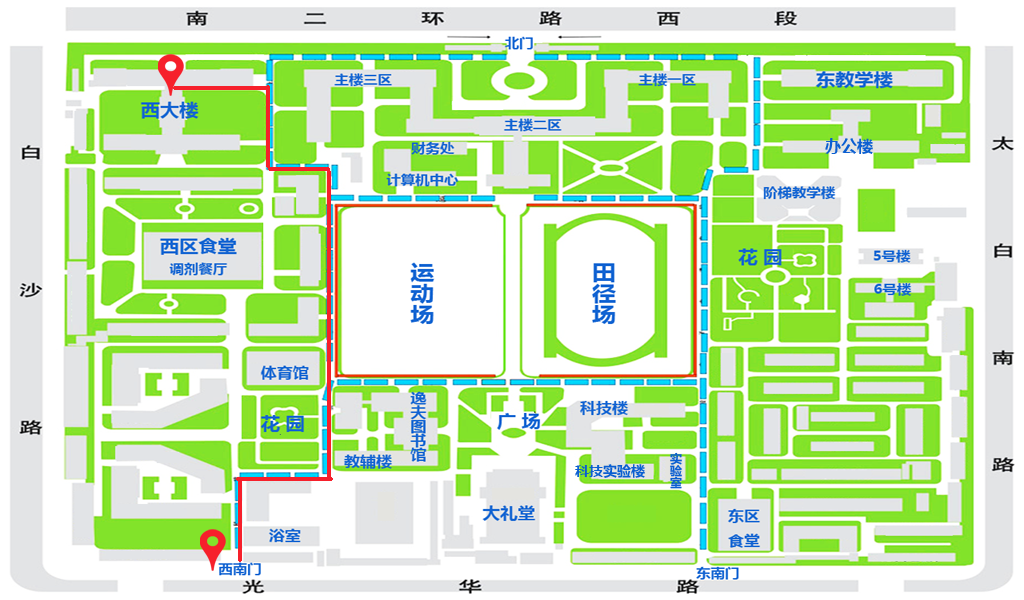 南二环路西段
北门
主楼三区
主楼一区
东教学楼
西大楼
主楼二区
办公楼
财务处
计算机中心
阶梯教学楼
白沙路
太白南路
西区食堂
调剂餐厅
运动场
田径场
花园
5号楼
6号楼
体育馆
花园
逸夫图书馆
广场
科技楼
教辅楼
科技实验楼
实验室
大礼堂
东区
食堂
浴室
西南门
东南门
光华路